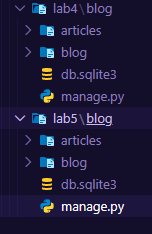 lab4\blog
articles
blog
db.sqlite3
manage.py
lab5\blog
articles
blog
db.sqlite3
manage.py